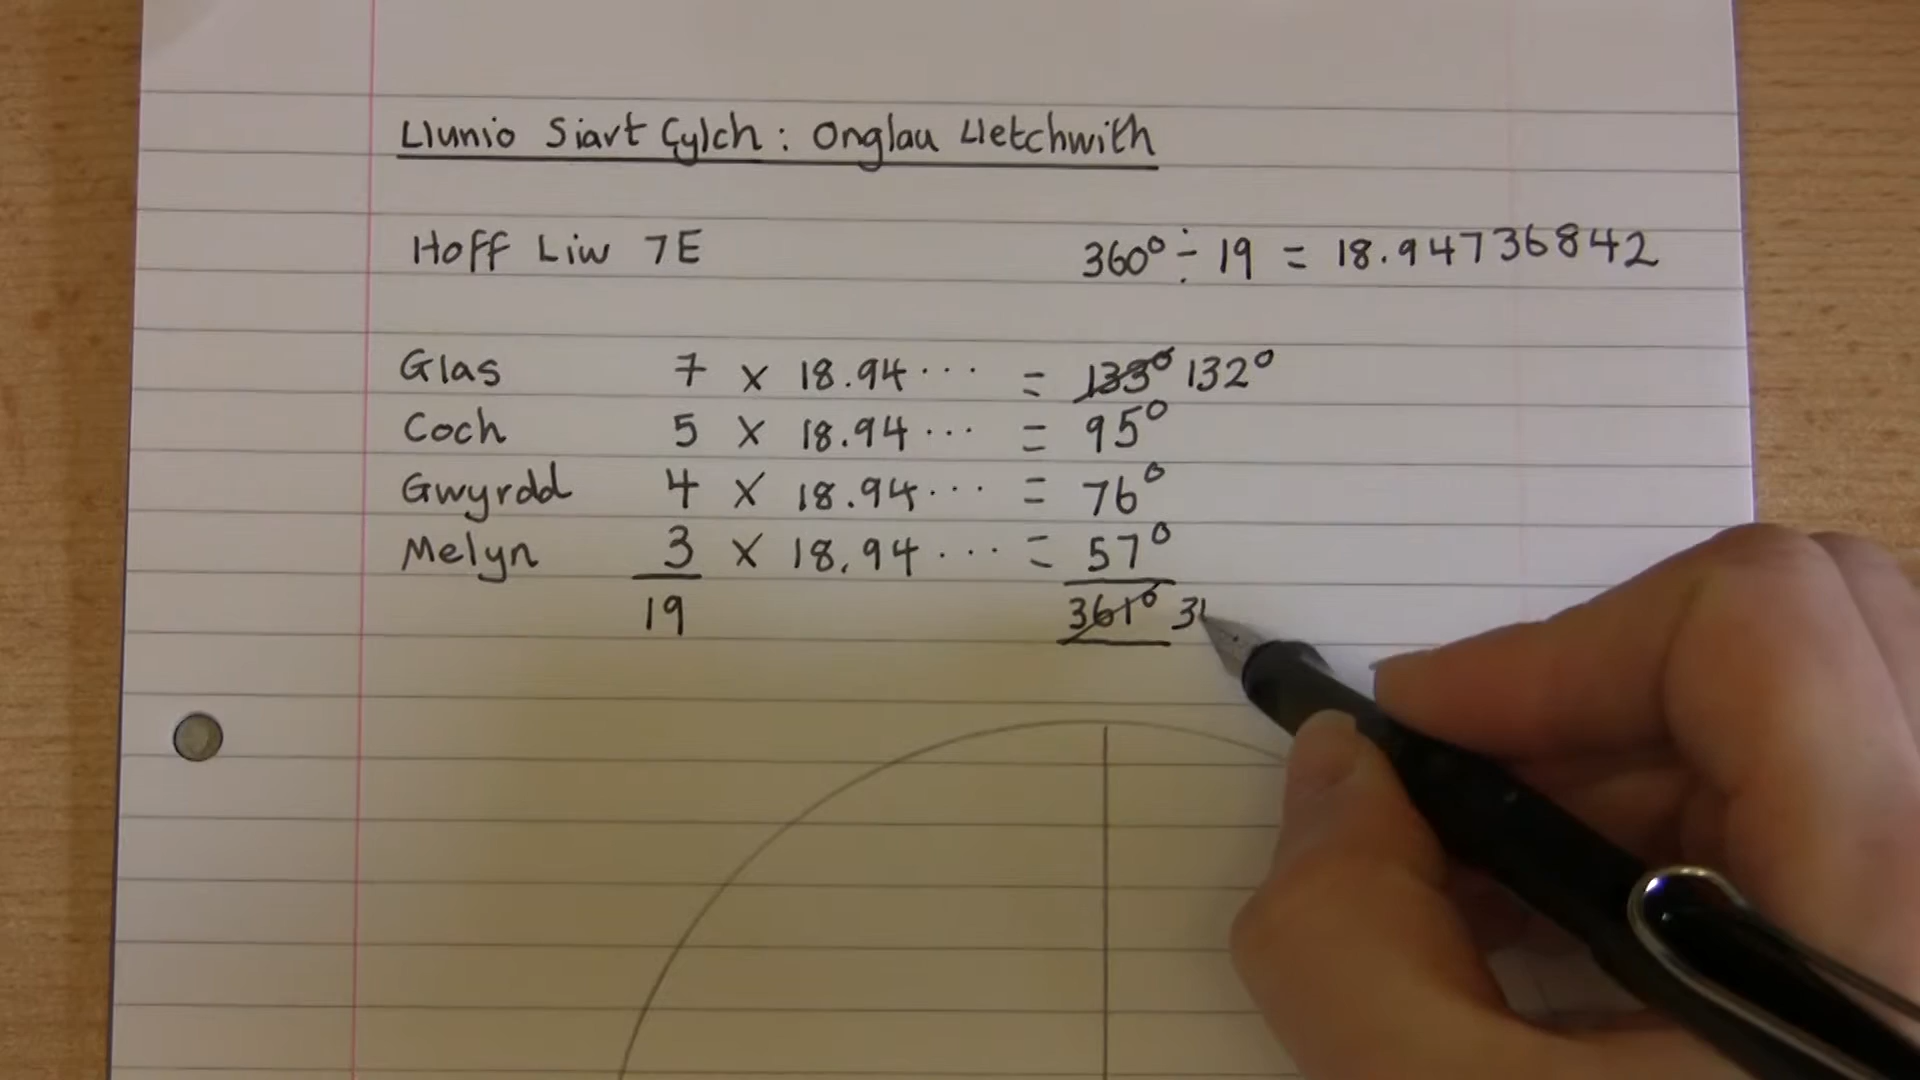 Llunio Siart Cylch: Onglau Lletchwith
Hoff Liw 7E 360° ÷ 19 = 18.94736842
Glas 7 x 18.94... = 133° 132°
Coch 5 x 18.94... = 95°
Gwyrdd 4 x 18.94... = 76°
Melyn 3 x 18.94... = 57°
19 361°